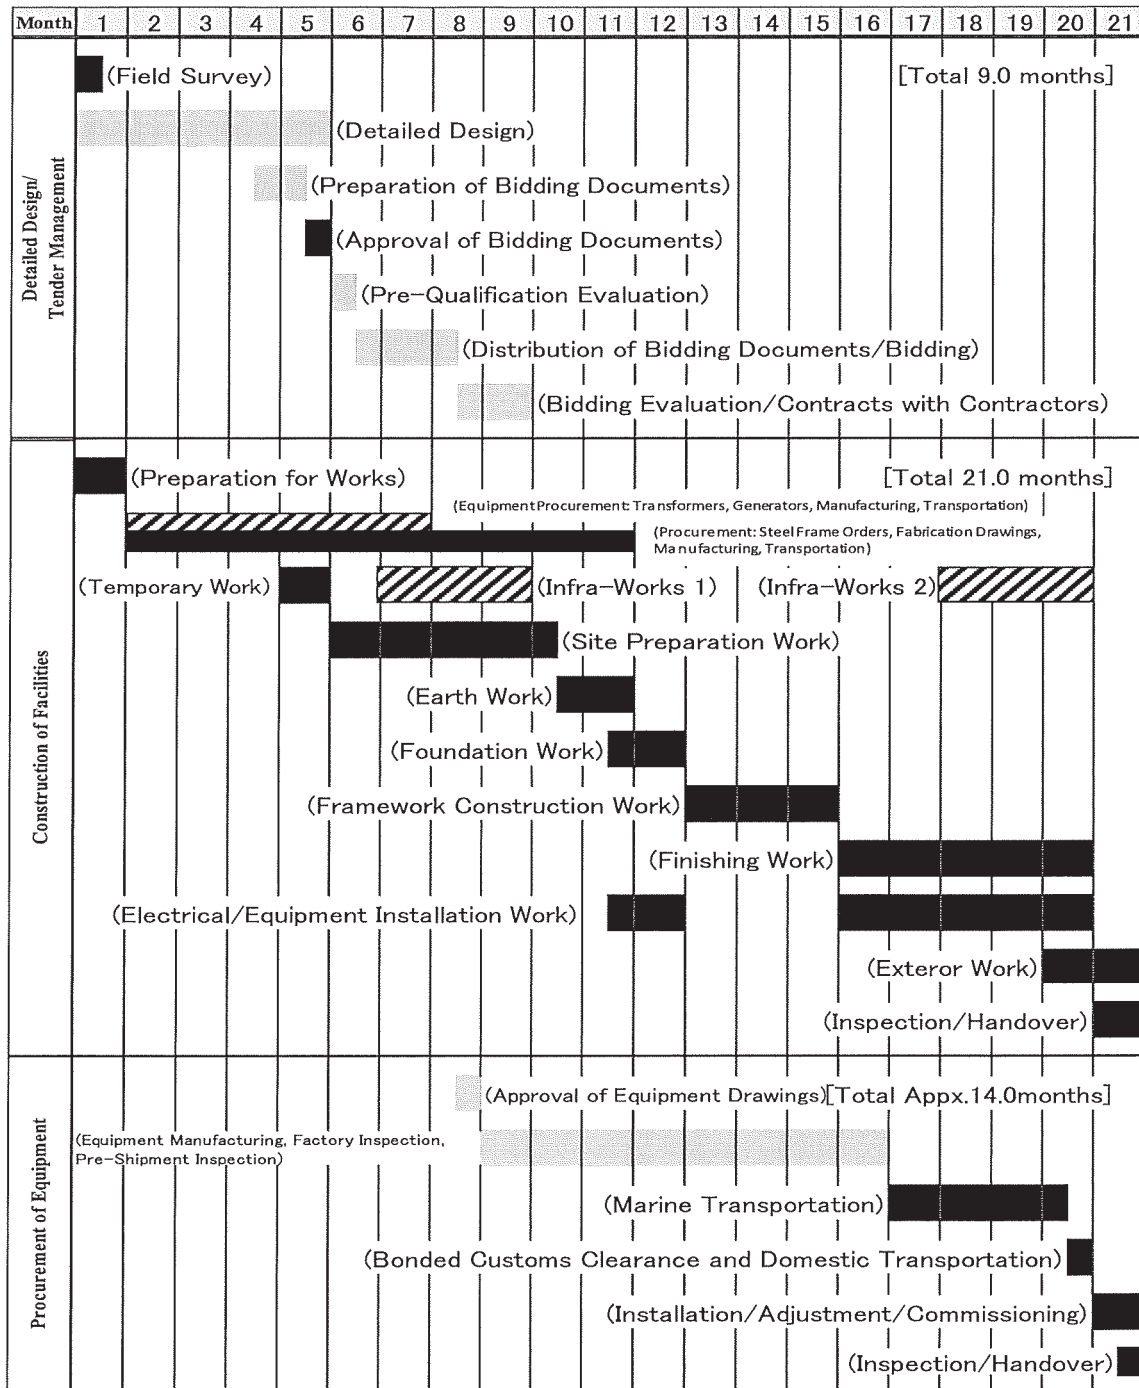 Month 1 2 3 4 5 6 7 8 9 10 11 12 13 14 15 16 17 18 19 20 21
Detailed Design/
Tender Management
(Field Survey) [Total 9.0 months]
(Detailed Design)
(Preparation of Bidding Documents)
(Approval of Bidding Documents)
(Pre-Qualification Evaluation)
(Distribution of Bidding Documents/Bidding)
(Bidding Evaluation/Contracts with Contractors)
Construction of Facilities
(Preparation for Works) [Total 21.0 months]
(Equipment Procurement: Transformers, Generators, Manufacturing, Transportation)
(Procurement: Steel Frame Orders, Fabrication Drawings,
Manufacturing, Transportation)
(Temporary Work) (Infra-Works 1) (Infra-Works 2)
(Site Preparation Work)
(Earth Work)
(Foundation Work)
(Framework Construction Work)
(Finishing Work)
(Electrical/Equipment Installation Work)
(Exteror Work)
(Inspection/Handover)
Procurement of Equipment
(Approval of Equipment Drawings) [Total Appx.14.0months]
(Equipment Manufacturing, Factory Inspection,
Pre-Shipment Inspection)
(Marine Transportation)
(Bonded Customs Clearance and Domestic Transportation)
(Installation/Adjustment/Commissioning)
(Inspection/Handover)